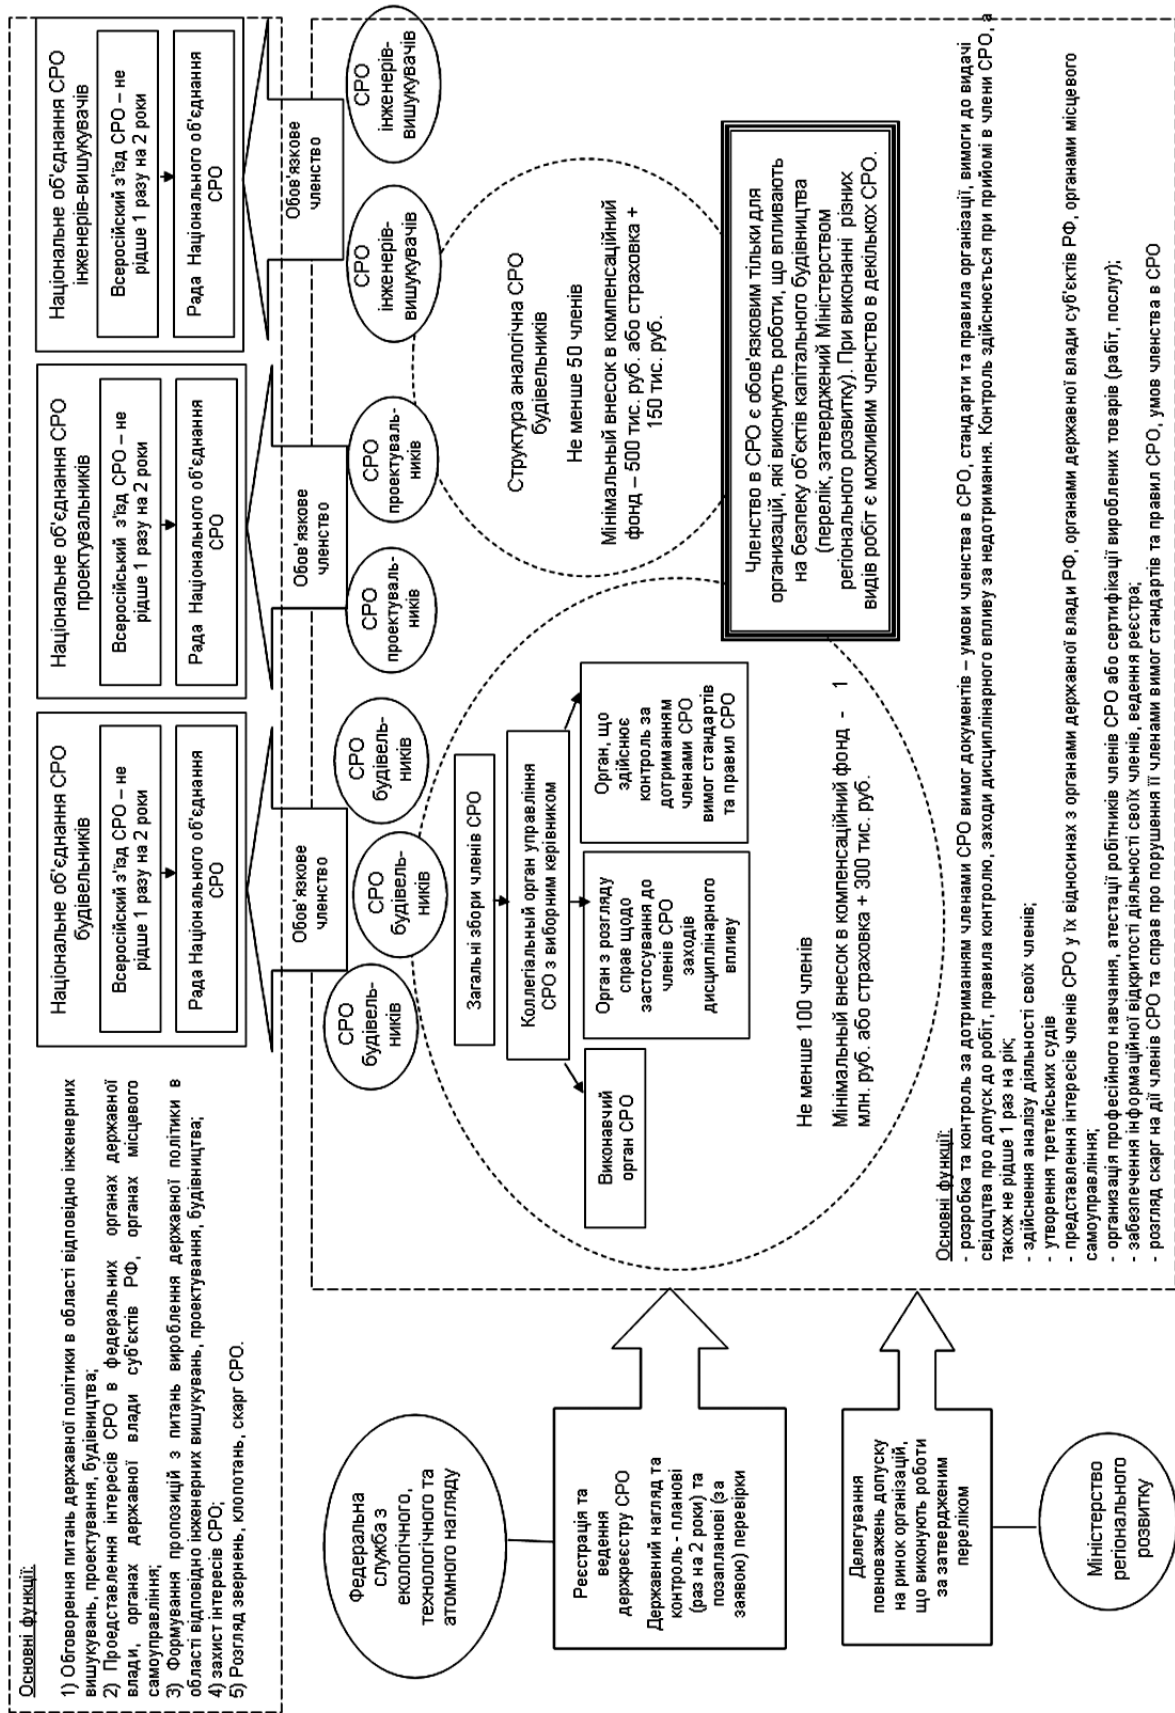 Основні функції:
1) Обговорення питань державної політики в області відповідно інженерних
вишукувань, проектування, будівництва;
2) Проедставлення інтересів СРО в федеральних органах державної
влади, органах державної влади суб'єктів РФ, органах місцевого
самоуправління;
3) Формування пропозицій з питань вироблення державної політики в
області відповідно інженерних вишукувань, проектування, будівництва;
4) захист інтересів СРО;
5) Розгляд звернень, клопотань, скарг СРО.
Національне об'єднання СРО
будівельників
Всеросійский з'їзд СРО – не
рідше 1 разу на 2 роки
Рада Національного об'єднання
СРО
Національне об'єднання СРО
проектувальників
Всеросійський з'їзд СРО – не
рідше 1 разу на 2 роки
Рада Національного об'єднання
СРО
Національне об'єднання СРО
інженерів-вишукувачів
Всеросійский з'їзд СРО – не
рідше 1 разу на 2 роки
Рада Національного об'єднання
СРО
Обов'язкове
членство
Обов'язкове
членство
Обов'язкове
членство
СРО
будівель-
ників
СРО
будівель-
ників
СРО
будівель-
ників
СРО
проектуваль-
ників
СРО
проектуваль-
ників
СРО
інженерів-
вишукувачів
СРО
інженерів-
вишукувачів
Загальні збори членів СРО
Коллегіальний орган управління
СРО з виборним керівником
Виконавчий
орган СРО
Орган з розгляду
справ щодо
застосування до
членів СРО
заходів
дисциплінарного
впливу
Орган, що
здійснює
контроль за
дотриманням
членами СРО
вимог стандартів
та правил СРО
Не менше 100 членів
Мінімальный внесок в компенсаційний фонд - 1
млн. руб. або страховка + 300 тис. руб.
Структура аналогічна СРО
будівельників
Не менше 50 членів
Мінімальный внесок в компенсаційний
фонд – 500 тис. руб. або страховка +
150 тис. руб.
Членство в СРО є обов'язковим тільки для
організацій, які виконують роботи, що впливають
на безпеку об'єктів капітального будівництва
(перелік, затверджений Міністерством
регіонального розвитку). При виконанні різних
видів робіт є можливим членство в декількох СРО.
Федеральна
служба з
екологічного,
технологічного та
атомного нагляду
Реєстрація та
ведення
держреєстру СРО
Державний нагляд та
контроль - планові
(раз на 2 роки) та
позапланові (за
заявою) перевірки
Делегування
повноважень допуску
на ринок організацій,
що виконують роботи
за затвердженим
переліком
Міністерство
регіонального
розвитку
Основні функції:
- розробка та контроль за дотриманням членами СРО вимог документів – умови членства в СРО, стандарти та правила організації, вимоги до видачі
свідоцтва про допуск до робіт, правила контролю, заходи дисциплінарного впливу за недотримання. Контроль здійснюється при прийомі в члени СРО, а
також не рідше 1 раз на рік;
- здійснення аналізу діяльності своїх членів;
- утворення третейських судів
- представлення інтересів членів СРО у їх відносинах з органами державної влади РФ, органами державної влади суб'єктів РФ, органами місцевого
самоуправління;
- організація професійного навчання, атестації робітників членів СРО або сертифікації вироблених товарів (рабіт, послуг);
- забезпечення інформаційної відкритості діяльності своїх членів, ведення реєстра;
- розгляд скарг на дії членів СРО та справ про порушення її членами вимог стандартів та правил СРО, умов членства в СРО